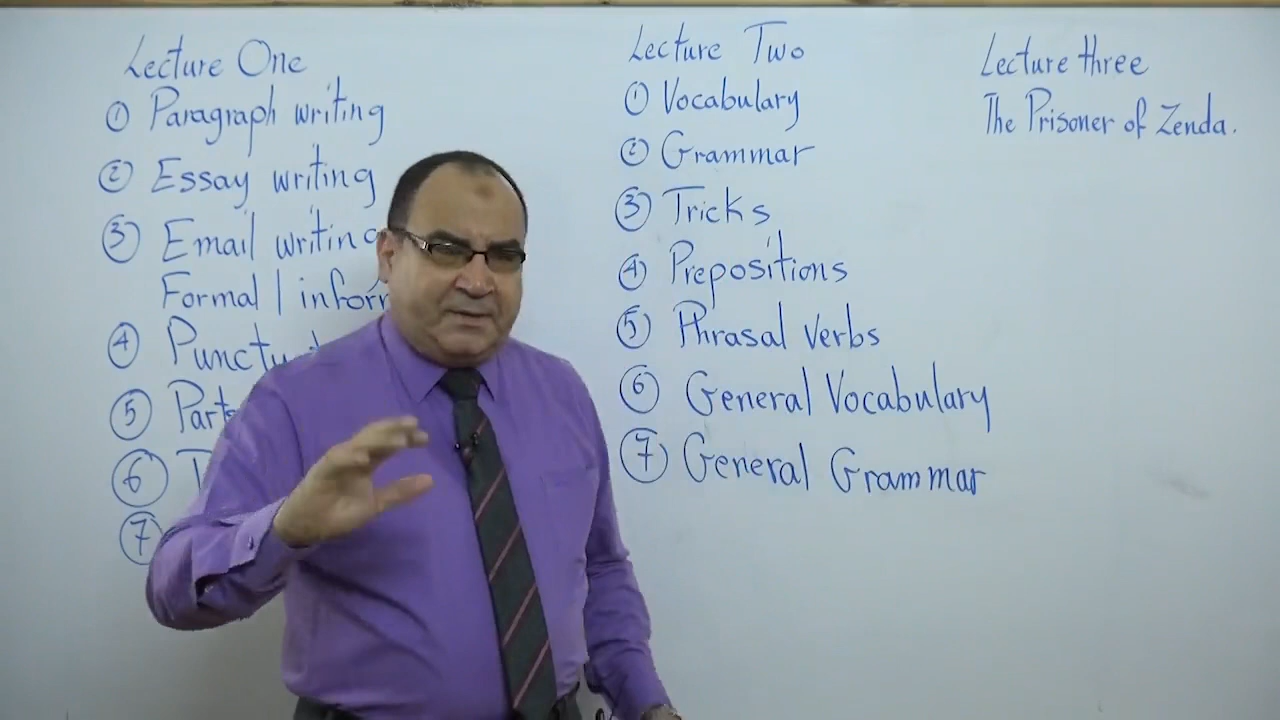 Lecture One
① Paragraph writing
② Essay writing
③ Email writing
Formal / inform
④ Punctu
⑤ Parts
⑥
⑦
Lecture Two
① Vocabulary
② Grammar
③ Tricks
④ Prepositions
⑤ Phrasal verbs
⑥ General Vocabulary
⑦ General Grammar
Lecture three
The Prisoner of Zenda.